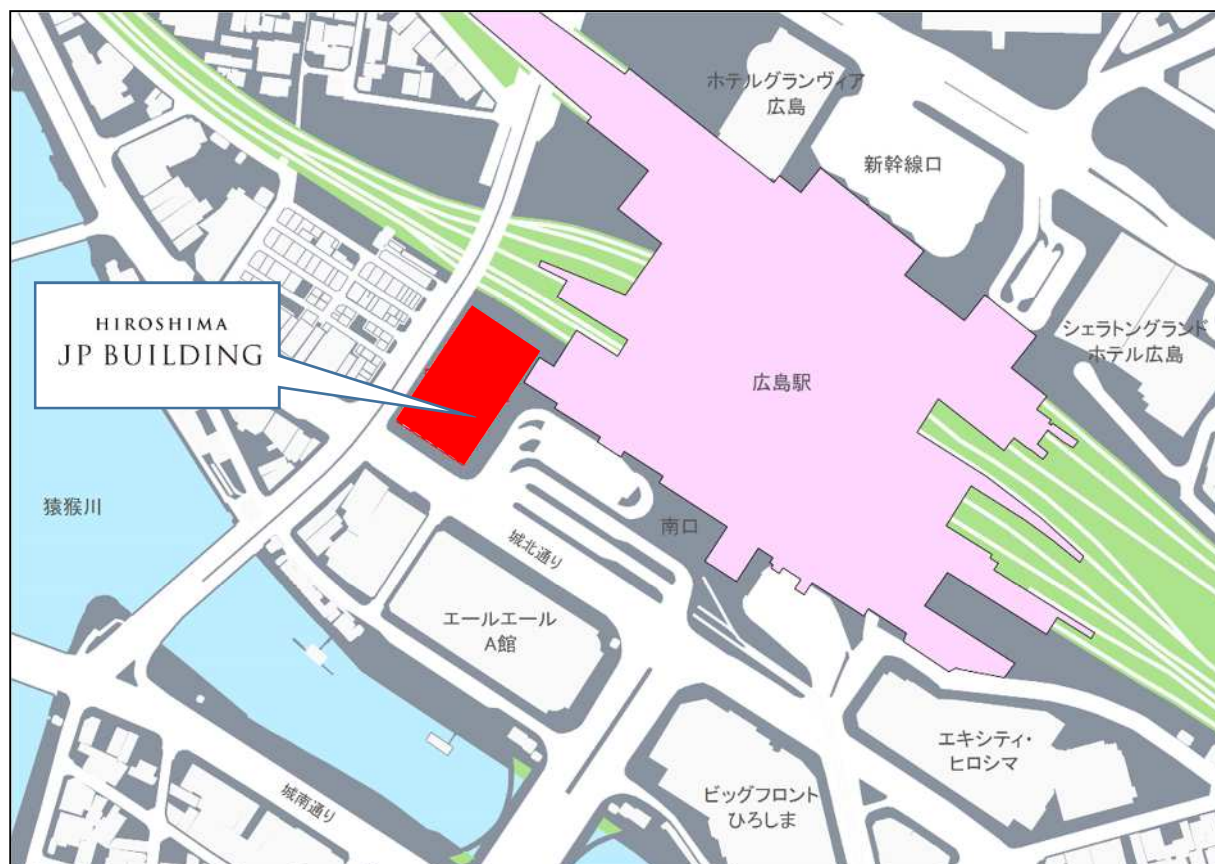 ホテルグランヴィア
広島
新幹線口
HIROSHIMA
JP BUILDING
シェラトングランド
ホテル広島
広島駅
猿猴川
南口
城北通り
エールエール
A館
エキシティ・
ヒロシマ
城南通り
ビッグフロント
ひろしま